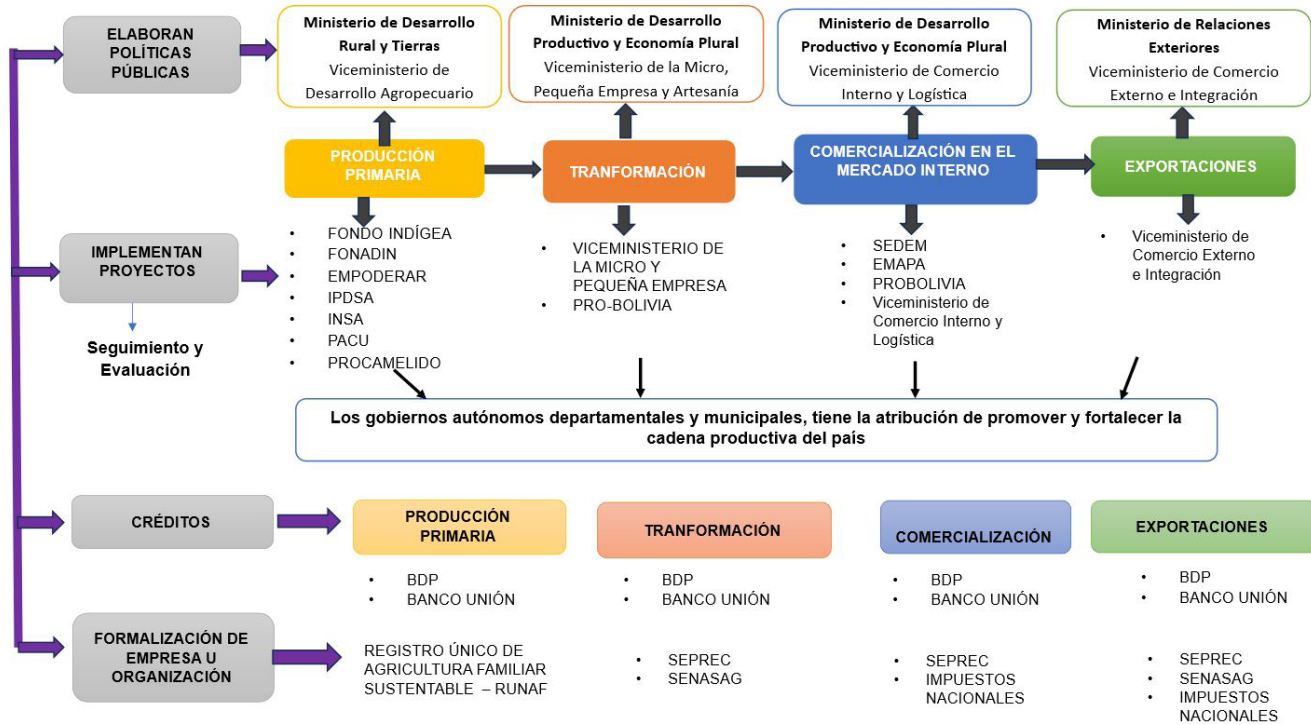 ELABORAN
POLÍTICAS
PÚBLICAS
Ministerio de Desarrollo
Rural y Tierras
Viceministerio de
Desarrollo Agropecuario
Ministerio de Desarrollo
Productivo y Economía Plural
Viceministerio de la Micro,
Pequeña Empresa y Artesanía
Ministerio de Desarrollo
Productivo y Economía Plural
Viceministerio de Comercio
Interno y Logística
Ministerio de Relaciones
Exteriores
Viceministerio de Comercio
Externo e Integración
PRODUCCIÓN
PRIMARIA
TRANFORMACIÓN
COMERCIALIZACIÓN EN EL
MERCADO INTERNO
EXPORTACIONES
IMPLEMENTAN
PROYECTOS
Seguimiento y
Evaluación
• FONDO INDÍGEA
• FONADIN
• EMPODERAR
• IPDSA
• INSA
• PACU
• PROCAMELIDO
• VICEMINISTERIO DE
LA MICRO Y
PEQUEÑA EMPRESA
• PRO-BOLIVIA
• SEDEM
• EMAPA
• PROBOLIVIA
• Viceministerio de
Comercio Interno y
Logística
• Viceministerio de
Comercio Externo
e Integración
Los gobiernos autónomos departamentales y municipales, tiene la atribución de promover y fortalecer la
cadena productiva del país
CRÉDITOS
PRODUCCIÓN
PRIMARIA
TRANFORMACIÓN
COMERCIALIZACIÓN
EXPORTACIONES
• BDP
• BANCO UNIÓN
• BDP
• BANCO UNIÓN
• BDP
• BANCO UNIÓN
• BDP
• BANCO UNIÓN
FORMALIZACIÓN DE
EMPRESA U
ORGANIZACIÓN
REGISTRO ÚNICO DE
AGRICULTURA FAMILIAR
SUSTENTABLE – RUNAF
• SEPREC
• SENASAG
• SEPREC
• IMPUESTOS
NACIONALES
• SEPREC
• SENASAG
• IMPUESTOS
NACIONALES